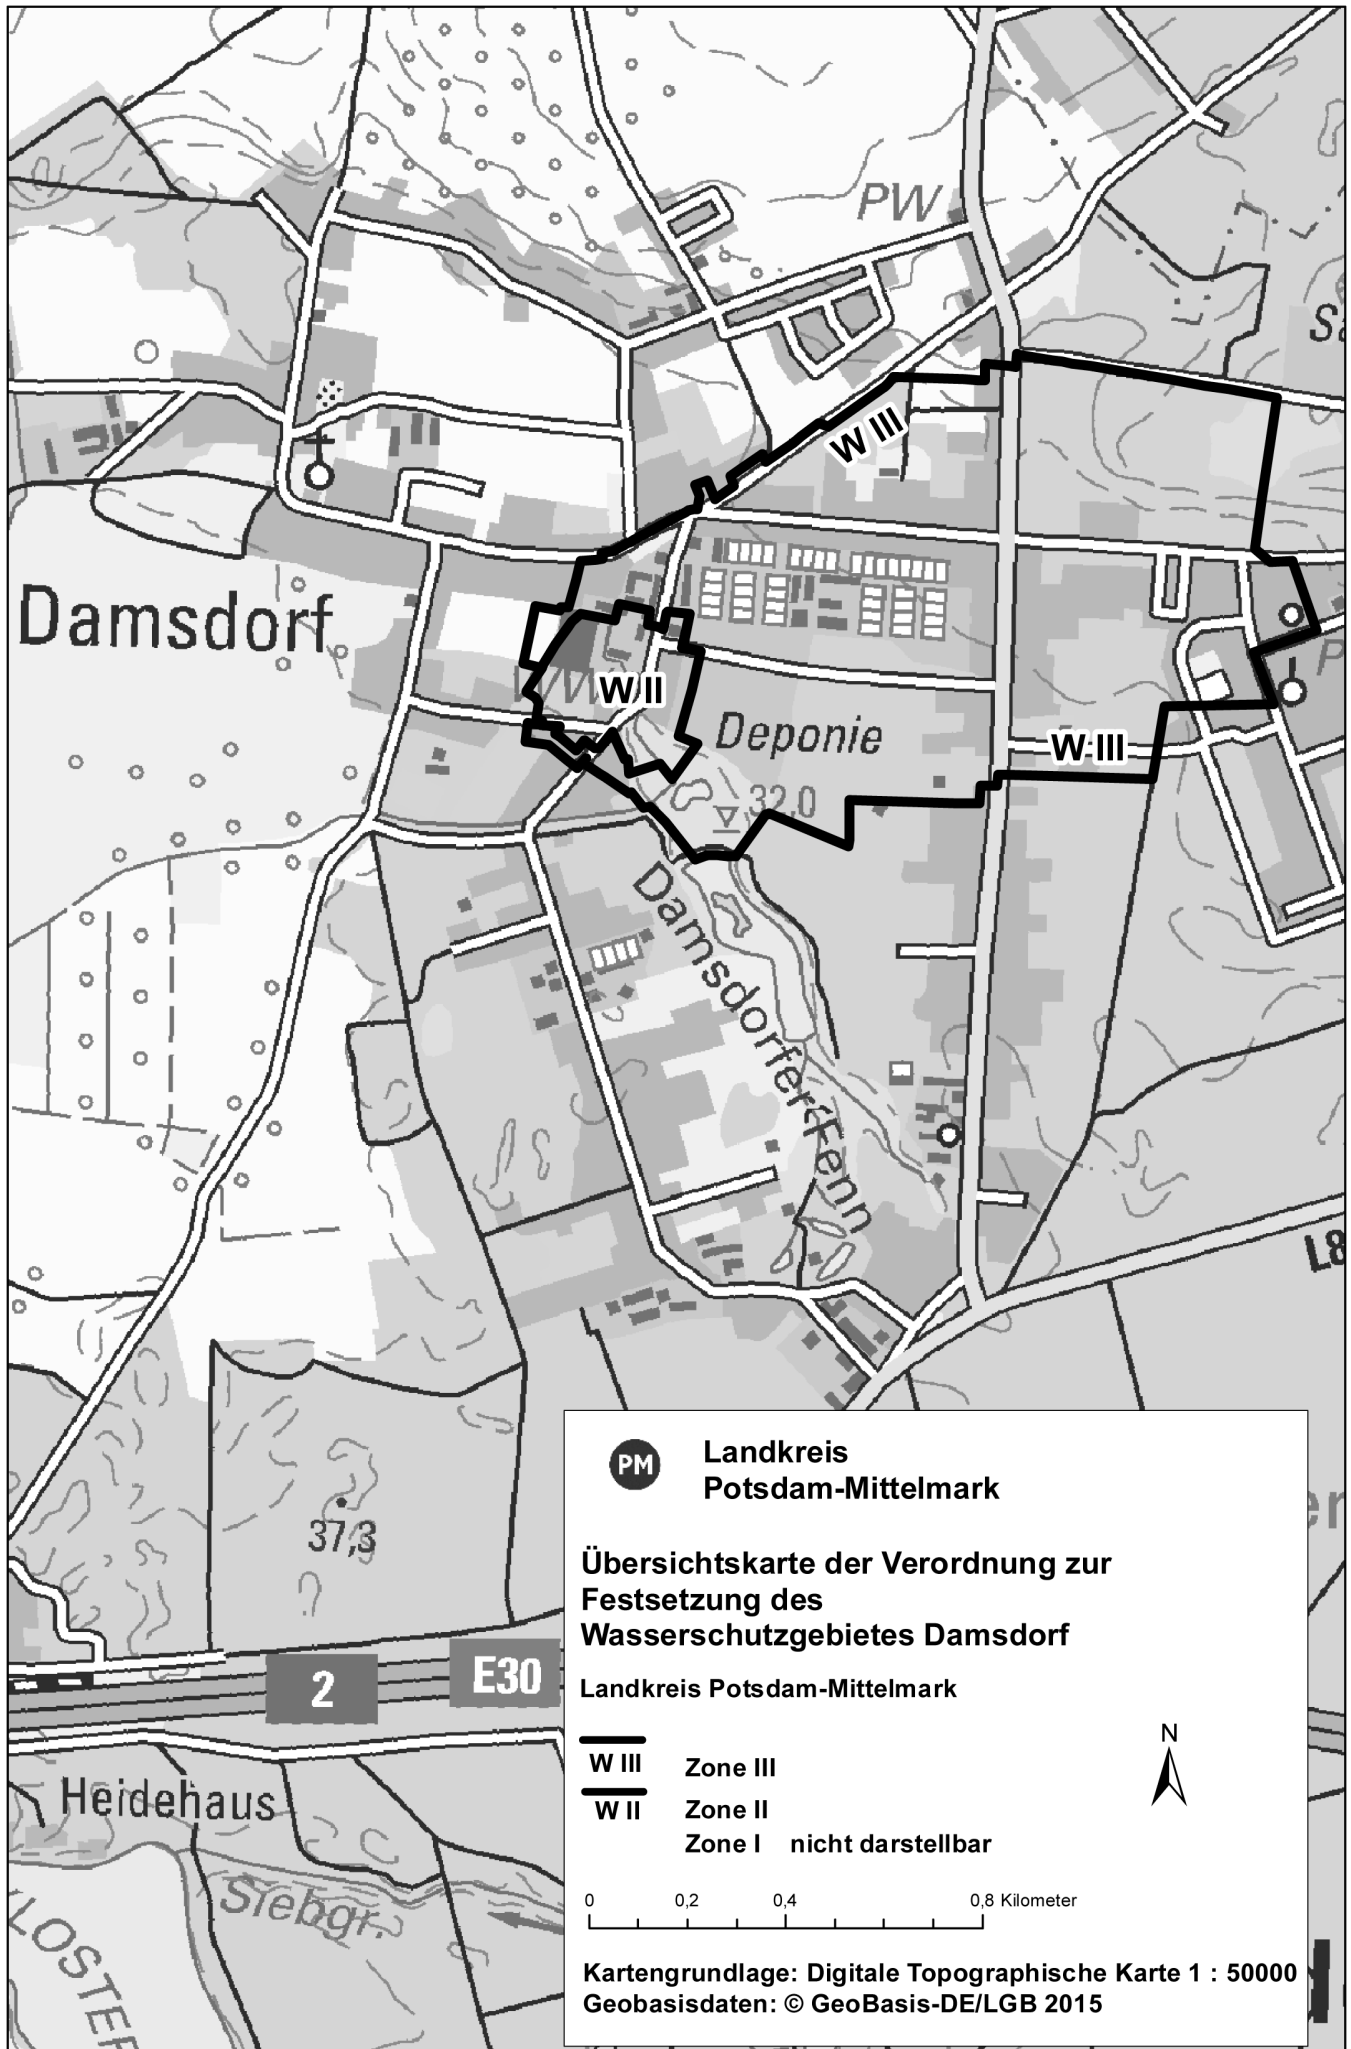 PW
W III
Damsdorf
W II
Deponie
W III
32,0
Damsdorfer Fenn
L8
37,3
2
E30
Heidehaus
Siebgr.
KLOSTER
PM
Landkreis
Potsdam-Mittelmark
Übersichtskarte der Verordnung zur
Festsetzung des
Wasserschutzgebietes Damsdorf
Landkreis Potsdam-Mittelmark
W III Zone III
W II Zone II
Zone I nicht darstellbar
N
0 0,2 0,4 0,8 Kilometer
Kartengrundlage: Digitale Topographische Karte 1 : 50000
Geobasisdaten: © GeoBasis-DE/LGB 2015